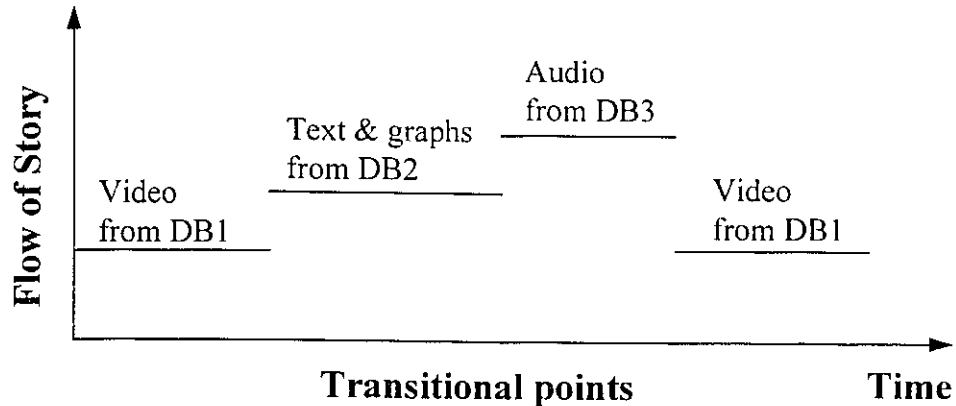 Flow of Story
Video
from DB1
Text & graphs
from DB2
Audio
from DB3
Video
from DB1
Transitional points
Time